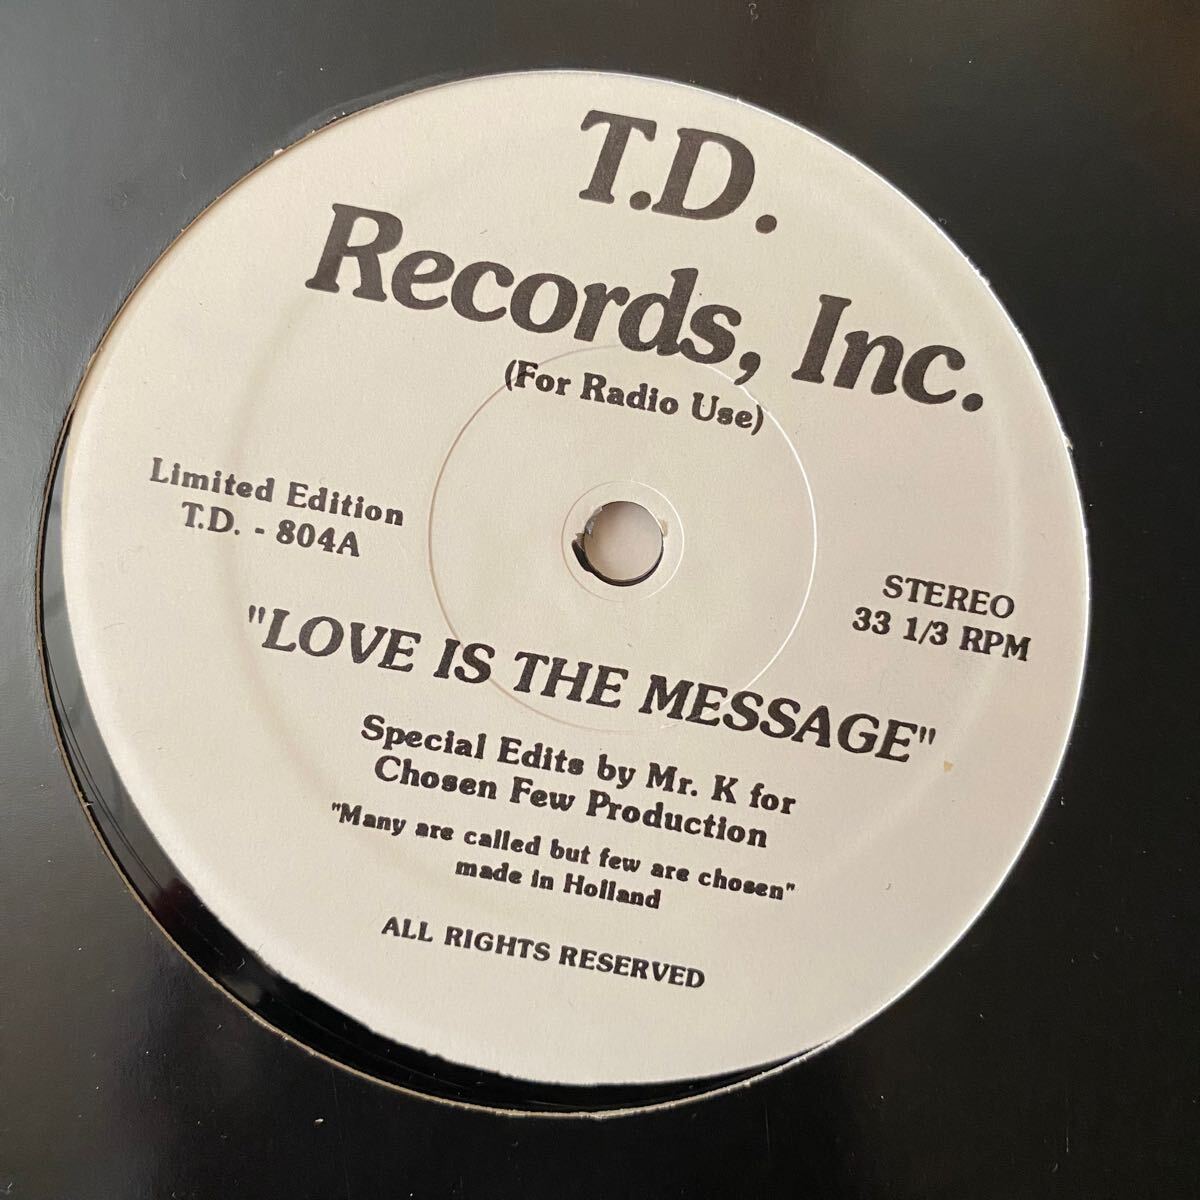 T.D.
Records, Inc.
(For Radio Use)
Limited Edition
T.D. - 804A
STEREO
33 1/3 RPM
"LOVE IS THE MESSAGE"
Special Edits by Mr. K for
Chosen Few Production
"Many are called but few are chosen"
made in Holland
ALL RIGHTS RESERVED